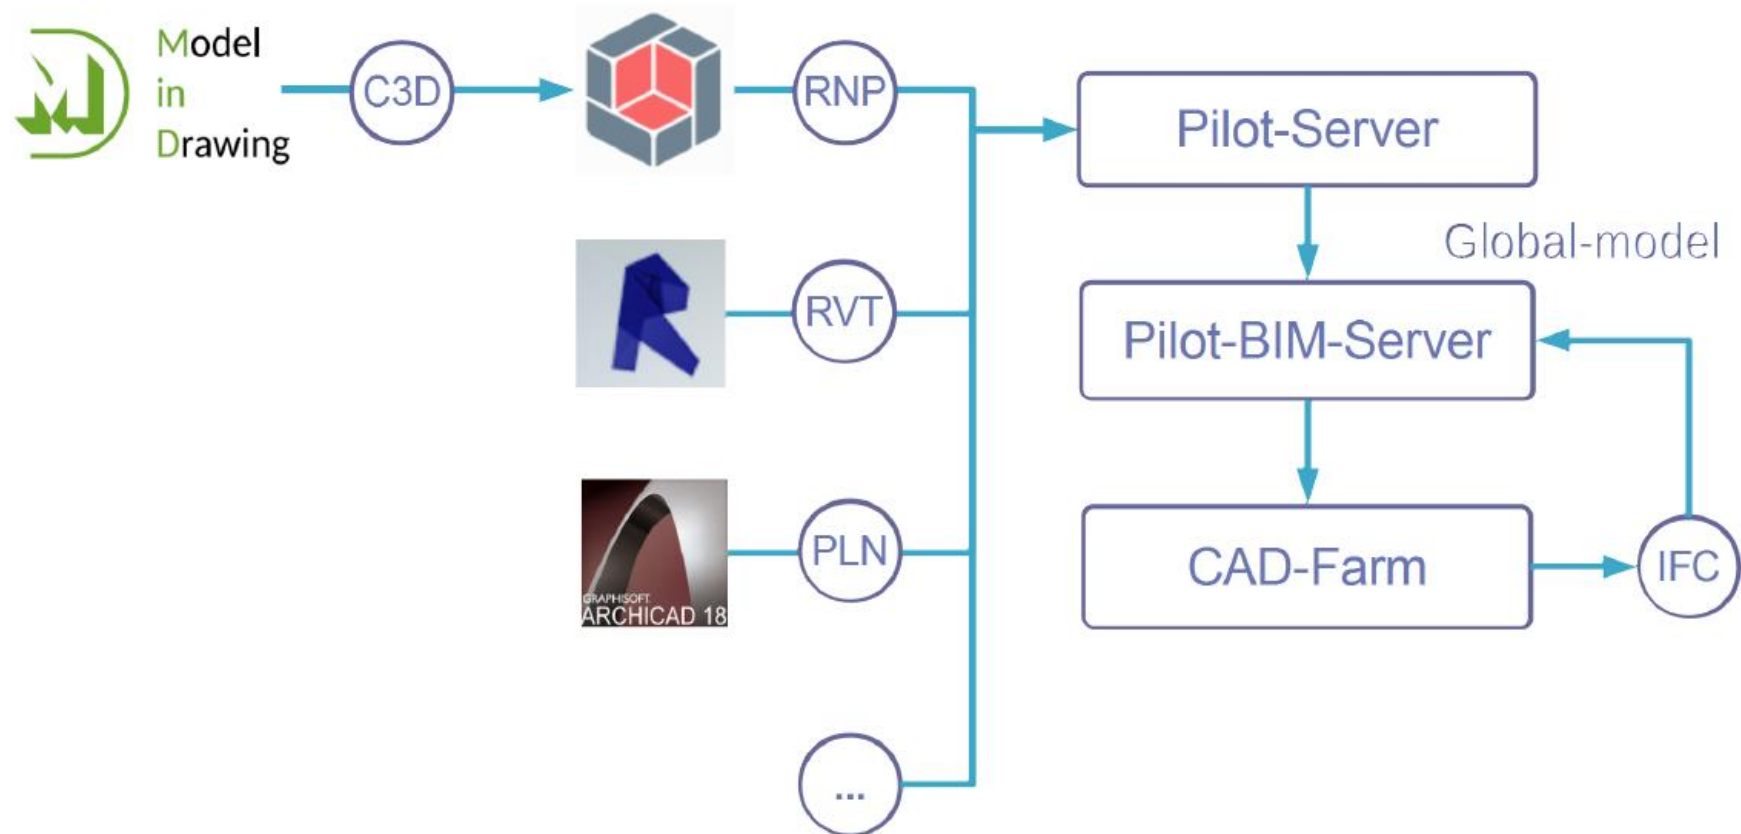 Model
in
Drawing
C3D
RNP
Pilot-Server
Global-model
RVT
Pilot-BIM-Server
GRAPHISOFT
ARCHICAD 18
PLN
CAD-Farm
IFC
...